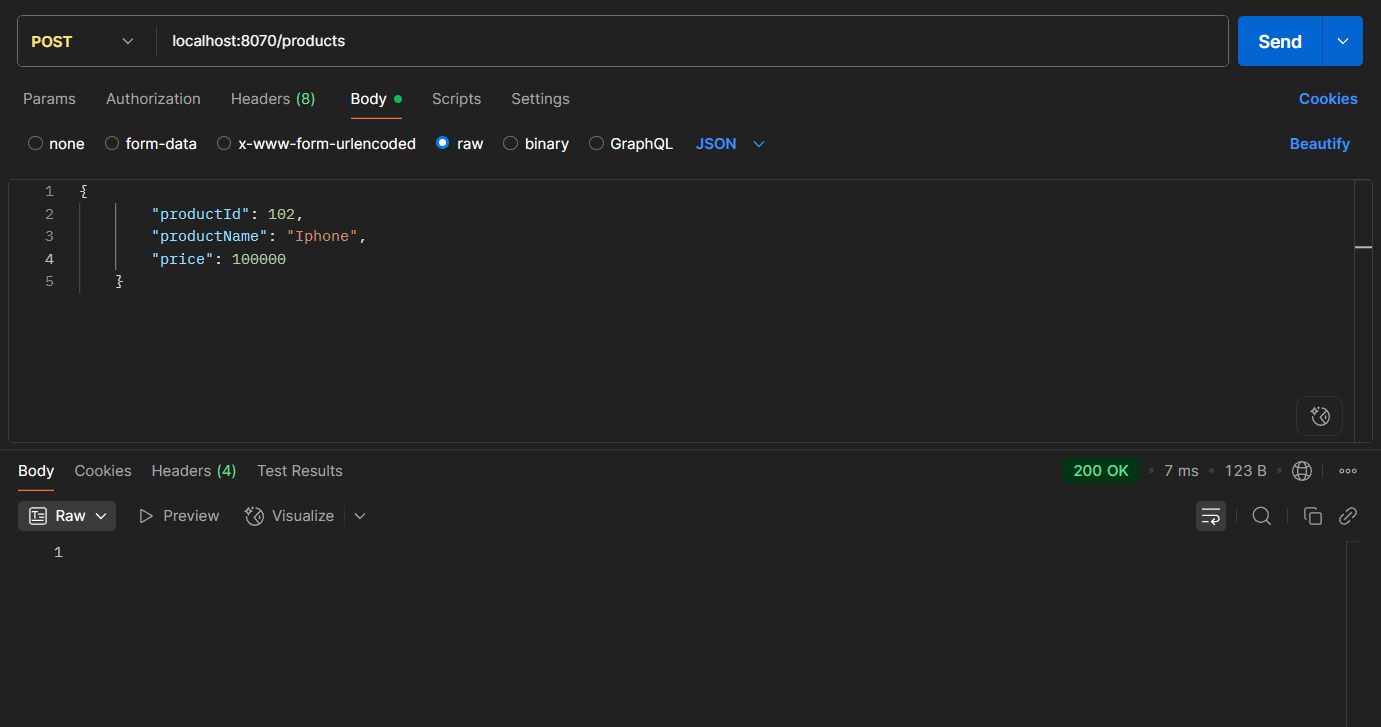 POST localhost:8070/products Send
Params Authorization Headers (8) Body Scripts Settings Cookies
none form-data x-www-form-urlencoded raw binary GraphQL JSON Beautify
1 {
2 "productId": 102,
3 "productName": "Iphone",
4 "price": 100000
5 }
Body Cookies Headers (4) Test Results 200 OK • 7 ms • 123 B •
Raw Preview Visualize
1